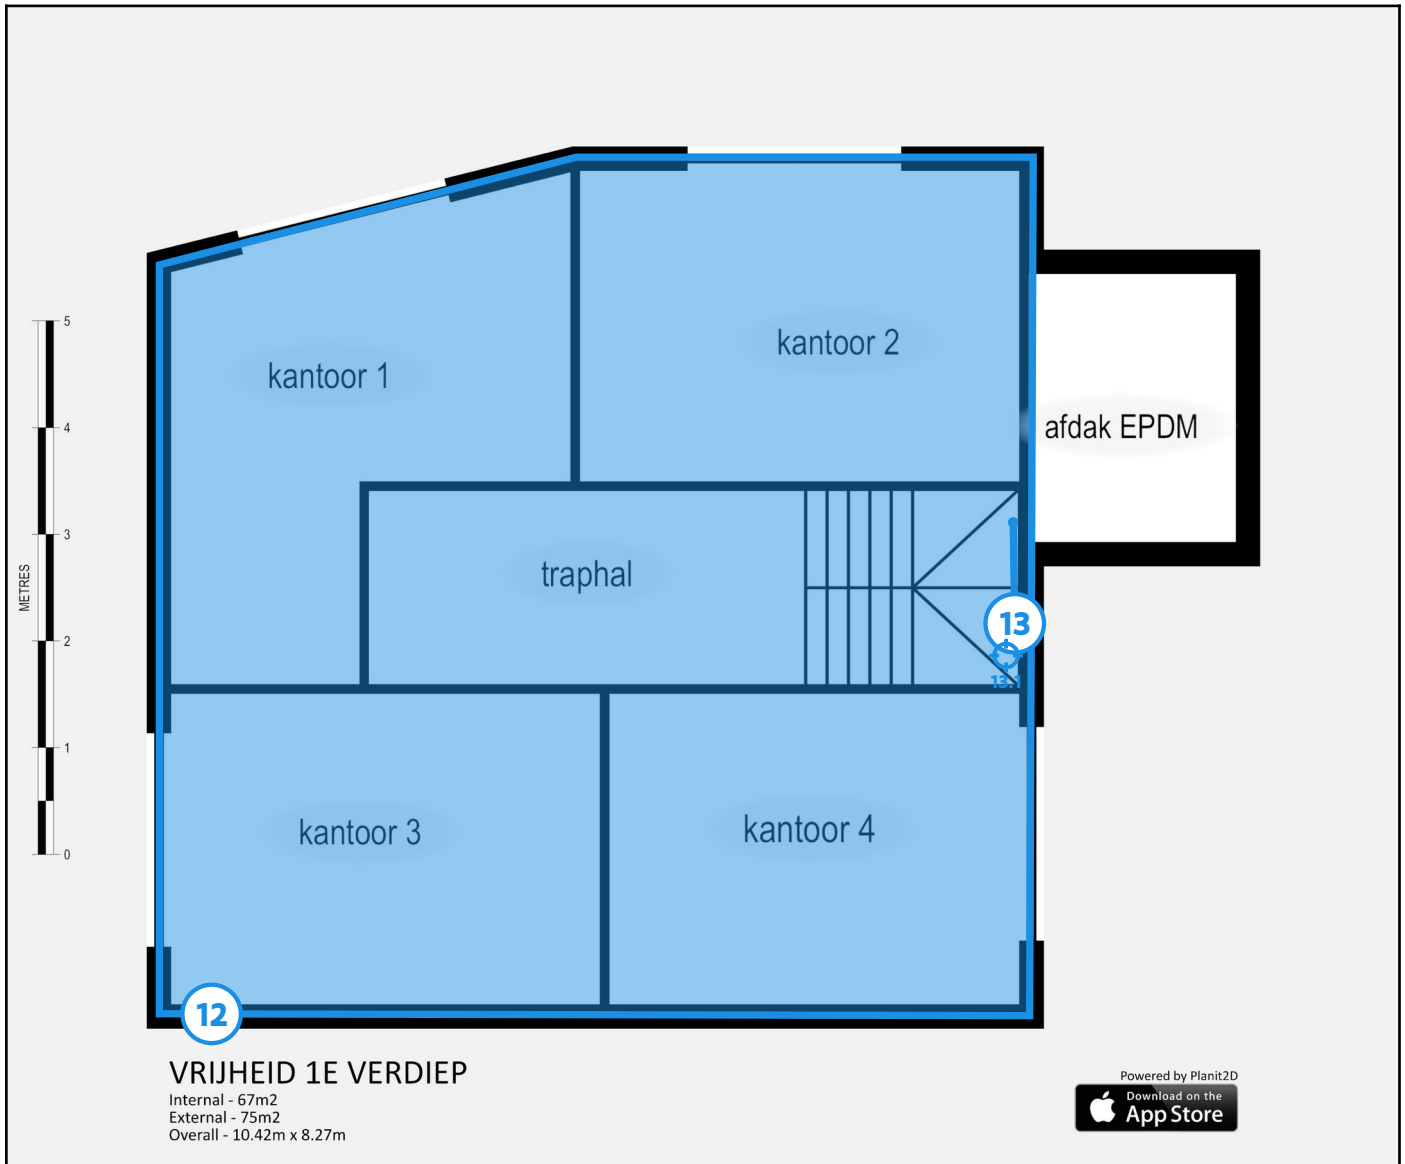 kantoor 1
kantoor 2
afdak EPDM
5
4
3
2
1
0
METRES
traphal
13
13.1
kantoor 3
kantoor 4
12
VRIJHEID 1E VERDIEP
Internal - 67m2
External - 75m2
Overall - 10.42m x 8.27m
Powered by Planit2D
Download on the
App Store